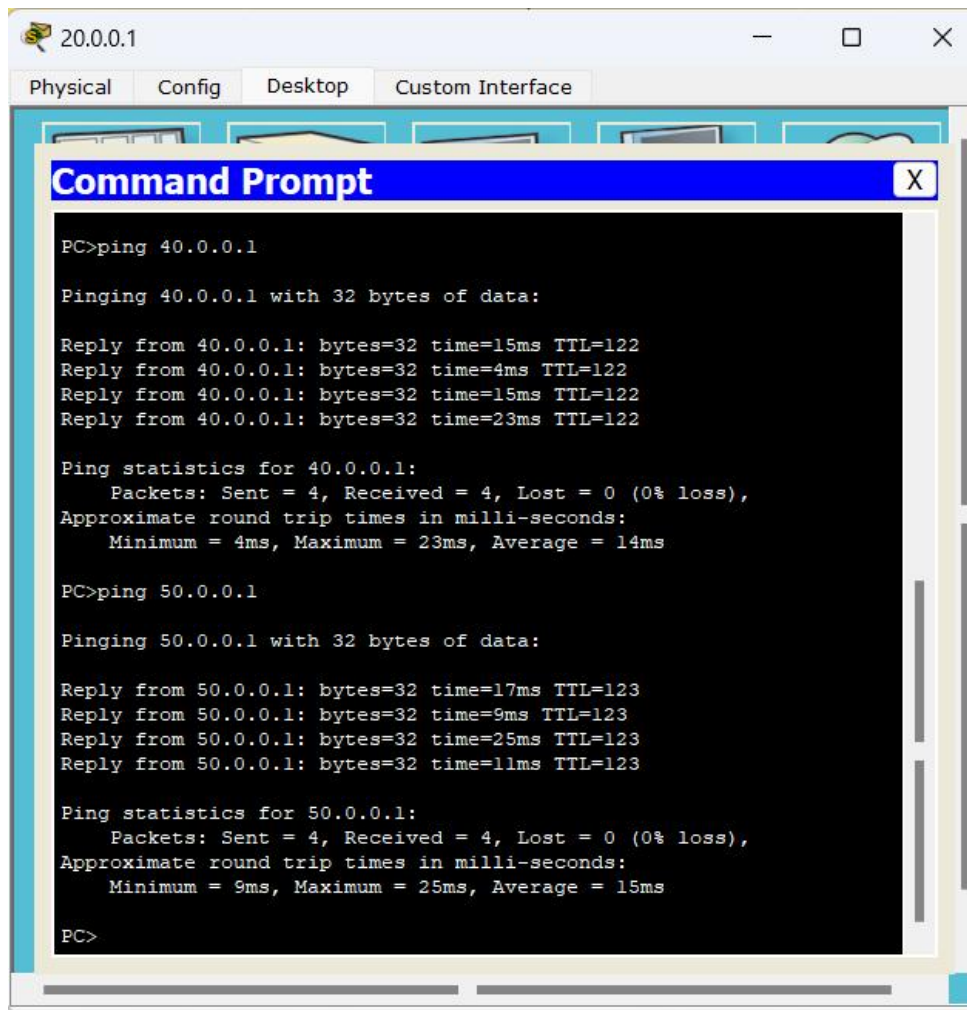 20.0.0.1
Physical Config Desktop Custom Interface
Command Prompt X
PC>ping 40.0.0.1
Pinging 40.0.0.1 with 32 bytes of data:
Reply from 40.0.0.1: bytes=32 time=15ms TTL=122
Reply from 40.0.0.1: bytes=32 time=4ms TTL=122
Reply from 40.0.0.1: bytes=32 time=15ms TTL=122
Reply from 40.0.0.1: bytes=32 time=23ms TTL=122
Ping statistics for 40.0.0.1:
Packets: Sent = 4, Received = 4, Lost = 0 (0% loss),
Approximate round trip times in milli-seconds:
Minimum = 4ms, Maximum = 23ms, Average = 14ms
PC>ping 50.0.0.1
Pinging 50.0.0.1 with 32 bytes of data:
Reply from 50.0.0.1: bytes=32 time=17ms TTL=123
Reply from 50.0.0.1: bytes=32 time=9ms TTL=123
Reply from 50.0.0.1: bytes=32 time=25ms TTL=123
Reply from 50.0.0.1: bytes=32 time=11ms TTL=123
Ping statistics for 50.0.0.1:
Packets: Sent = 4, Received = 4, Lost = 0 (0% loss),
Approximate round trip times in milli-seconds:
Minimum = 9ms, Maximum = 25ms, Average = 15ms
PC>